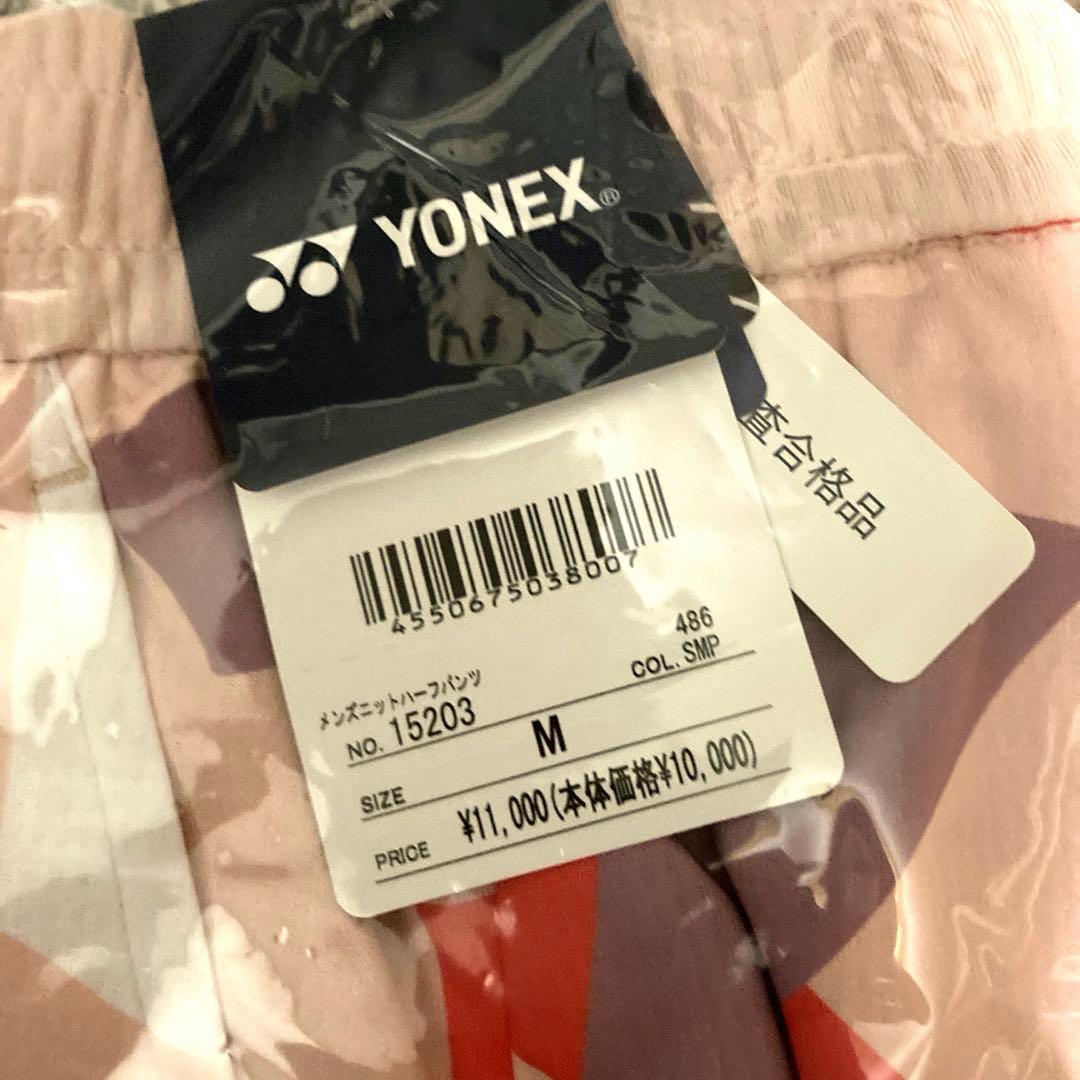 YONEX®
査合格品
4550675038007
メンズニットハーフパンツ
486
NO. 15203
COL. SMP
SIZE M
PRICE ¥11,000(本体価格¥10,000)